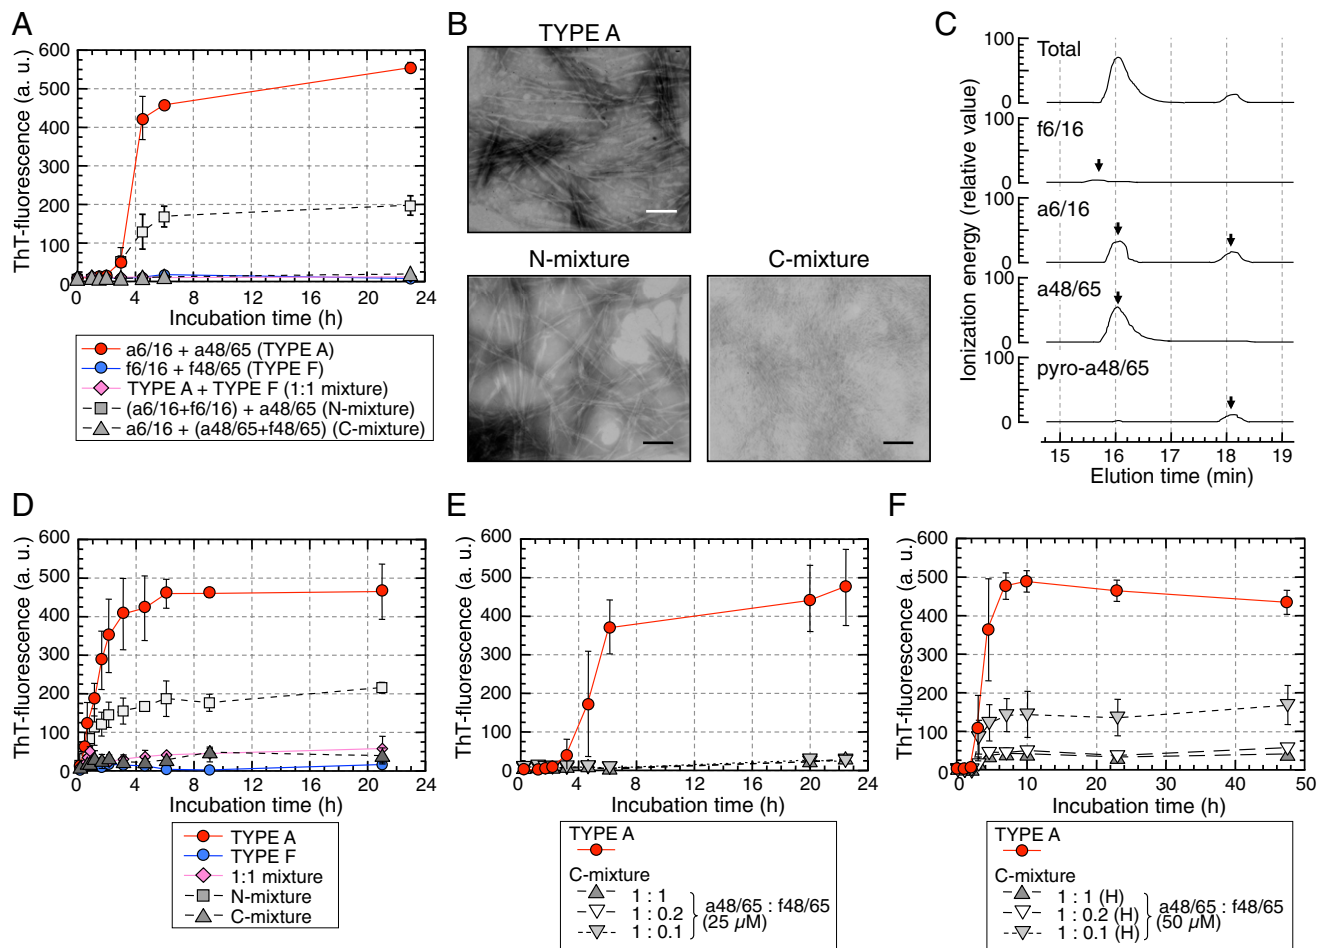 A
600
500
400
300
200
100
0
ThT-fluorescence (a. u.)
0 4 8 12 16 20 24
Incubation time (h)
a6/16 + a48/65 (TYPE A)
f6/16 + f48/65 (TYPE F)
TYPE A + TYPE F (1:1 mixture)
(a6/16+f6/16) + a48/65 (N-mixture)
a6/16 + (a48/65+f48/65) (C-mixture)
B
TYPE A
N-mixture
C-mixture
C
Ionization energy (relative value)
100
Total
0
100
f6/16
0
100
a6/16
0
100
a48/65
0
100
pyro-a48/65
0
15 16 17 18 19
Elution time (min)
D
600
500
400
300
200
100
0
ThT-fluorescence (a. u.)
0 4 8 12 16 20 24
Incubation time (h)
TYPE A
TYPE F
1:1 mixture
N-mixture
C-mixture
E
600
500
400
300
200
100
0
ThT-fluorescence (a. u.)
0 4 8 12 16 20 24
Incubation time (h)
TYPE A
C-mixture
1 : 1
1 : 0.2
1 : 0.1
a48/65 : f48/65
(25 µM)
F
600
500
400
300
200
100
0
ThT-fluorescence (a. u.)
0 10 20 30 40 50
Incubation time (h)
TYPE A
C-mixture
1 : 1 (H)
1 : 0.2 (H)
1 : 0.1 (H)
a48/65 : f48/65
(50 µM)